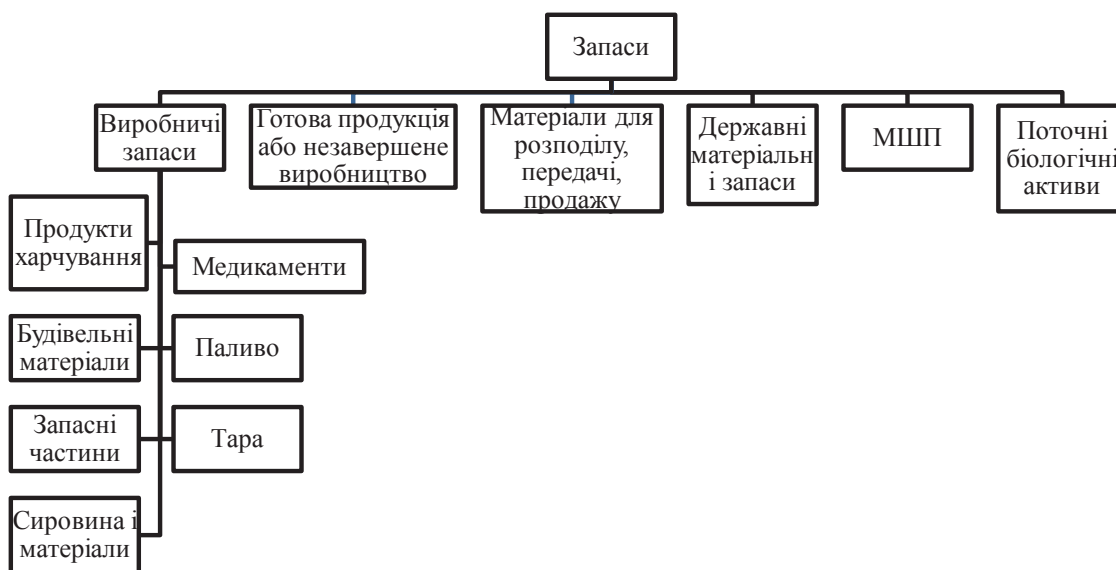 Запаси
Виробничі
запаси
Готова продукція
або незавершене
виробництво
Матеріали для
розподілу,
передачі,
продажу
Державні
матеріальн
і запаси
МШП
Поточні
біологічні
активи
Продукти
харчування
Медикаменти
Будівельні
матеріали
Паливо
Запасні
частини
Тара
Сировина і
матеріали